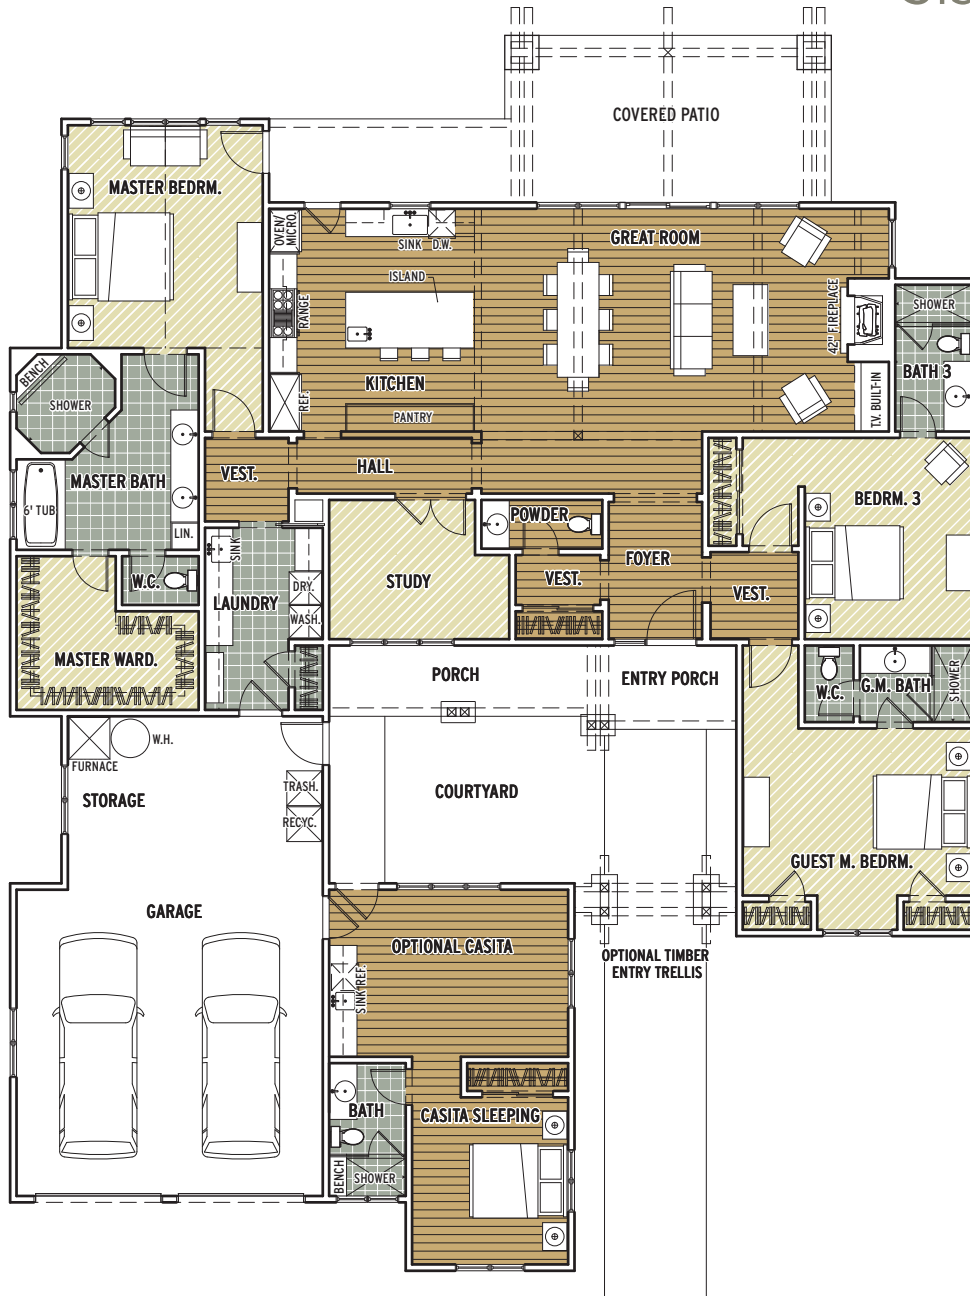 COVERED PATIO
MASTER BEDRM.
OVEN/
MICRO.
SINK
D.W.
GREAT ROOM
ISLAND
RANGE
42" FIREPLACE
SHOWER
BATH 3
BENCH
SHOWER
KITCHEN
REF.
PANTRY
T.V. BUILT-IN
MASTER BATH
VEST.
HALL
6' TUB
LIN.
BEDRM. 3
POWDER
SINK
W.C.
LAUNDRY
DRY.
WASH.
STUDY
VEST.
FOYER
VEST.
MASTER WARD.
PORCH
ENTRY PORCH
W.C.
G.M. BATH
SHOWER
W.H.
FURNACE
STORAGE
TRASH.
RECYC.
COURTYARD
GUEST M. BEDRM.
GARAGE
OPTIONAL CASITA
SINK
REF.
OPTIONAL TIMBER
ENTRY TRELLIS
BATH
CASITA SLEEPING
BENCH
SHOWER